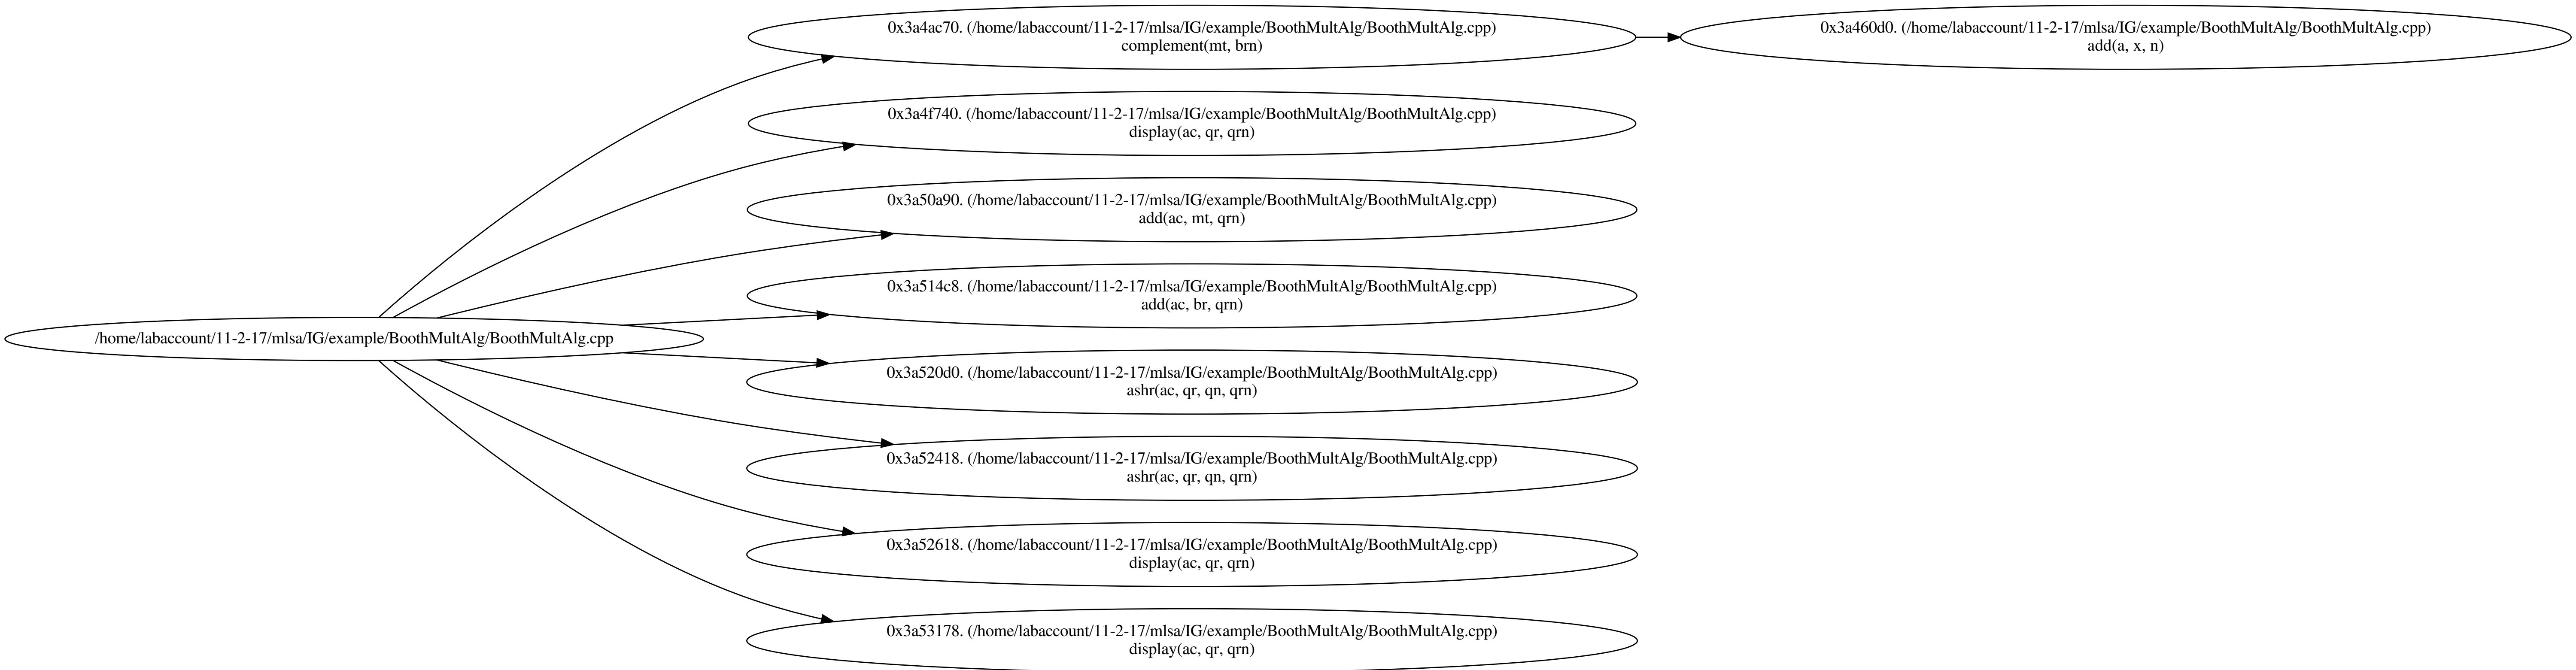 0x3a4ac70. (/home/labaccount/11-2-17/mlsa/IG/example/BoothMultAlg/BoothMultAlg.cpp)
complement(mt, brn)
0x3a460d0. (/home/labaccount/11-2-17/mlsa/IG/example/BoothMultAlg/BoothMultAlg.cpp)
add(a, x, n)
0x3a4f740. (/home/labaccount/11-2-17/mlsa/IG/example/BoothMultAlg/BoothMultAlg.cpp)
display(ac, qr, qrn)
0x3a50a90. (/home/labaccount/11-2-17/mlsa/IG/example/BoothMultAlg/BoothMultAlg.cpp)
add(ac, mt, qrn)
0x3a514c8. (/home/labaccount/11-2-17/mlsa/IG/example/BoothMultAlg/BoothMultAlg.cpp)
add(ac, br, qrn)
/home/labaccount/11-2-17/mlsa/IG/example/BoothMultAlg/BoothMultAlg.cpp
0x3a520d0. (/home/labaccount/11-2-17/mlsa/IG/example/BoothMultAlg/BoothMultAlg.cpp)
ashr(ac, qr, qn, qrn)
0x3a52418. (/home/labaccount/11-2-17/mlsa/IG/example/BoothMultAlg/BoothMultAlg.cpp)
ashr(ac, qr, qn, qrn)
0x3a52618. (/home/labaccount/11-2-17/mlsa/IG/example/BoothMultAlg/BoothMultAlg.cpp)
display(ac, qr, qrn)
0x3a53178. (/home/labaccount/11-2-17/mlsa/IG/example/BoothMultAlg/BoothMultAlg.cpp)
display(ac, qr, qrn)